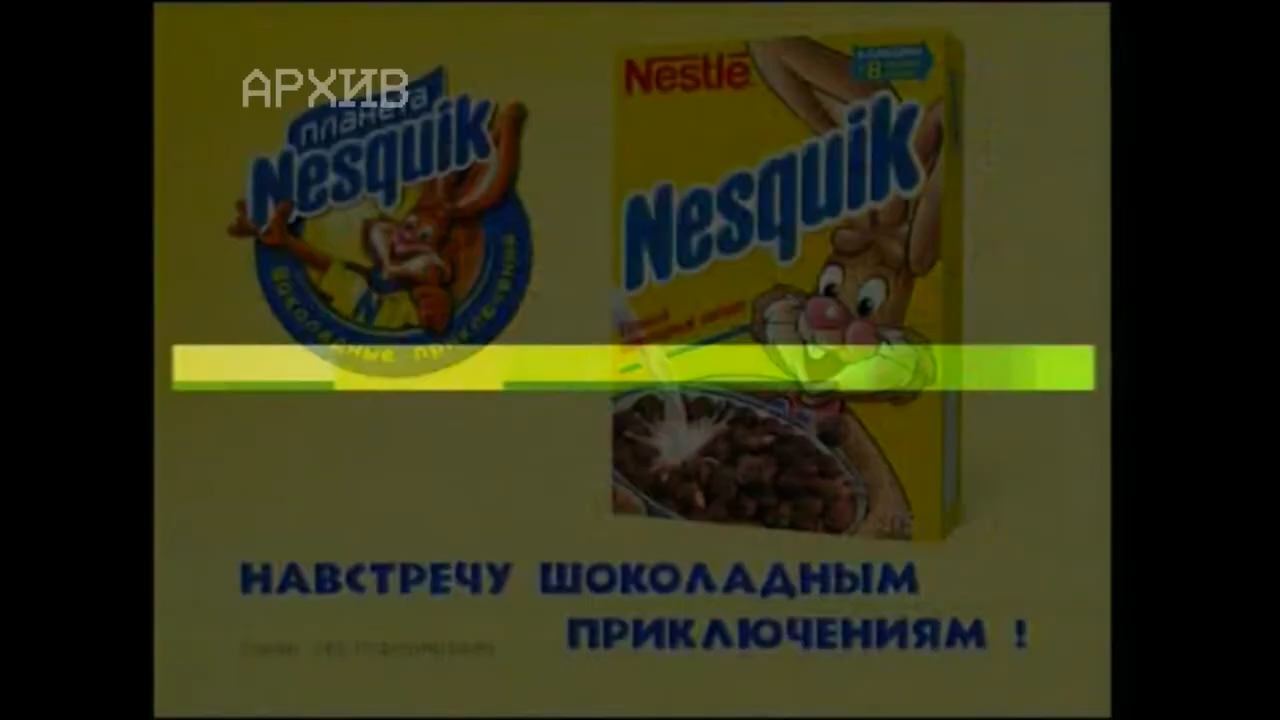 АРХИВ
планета
Nesquik
шоколадные приключения
Nestlé
Nesquik
НАВСТРЕЧУ ШОКОЛАДНЫМ
ПРИКЛЮЧЕНИЯМ !